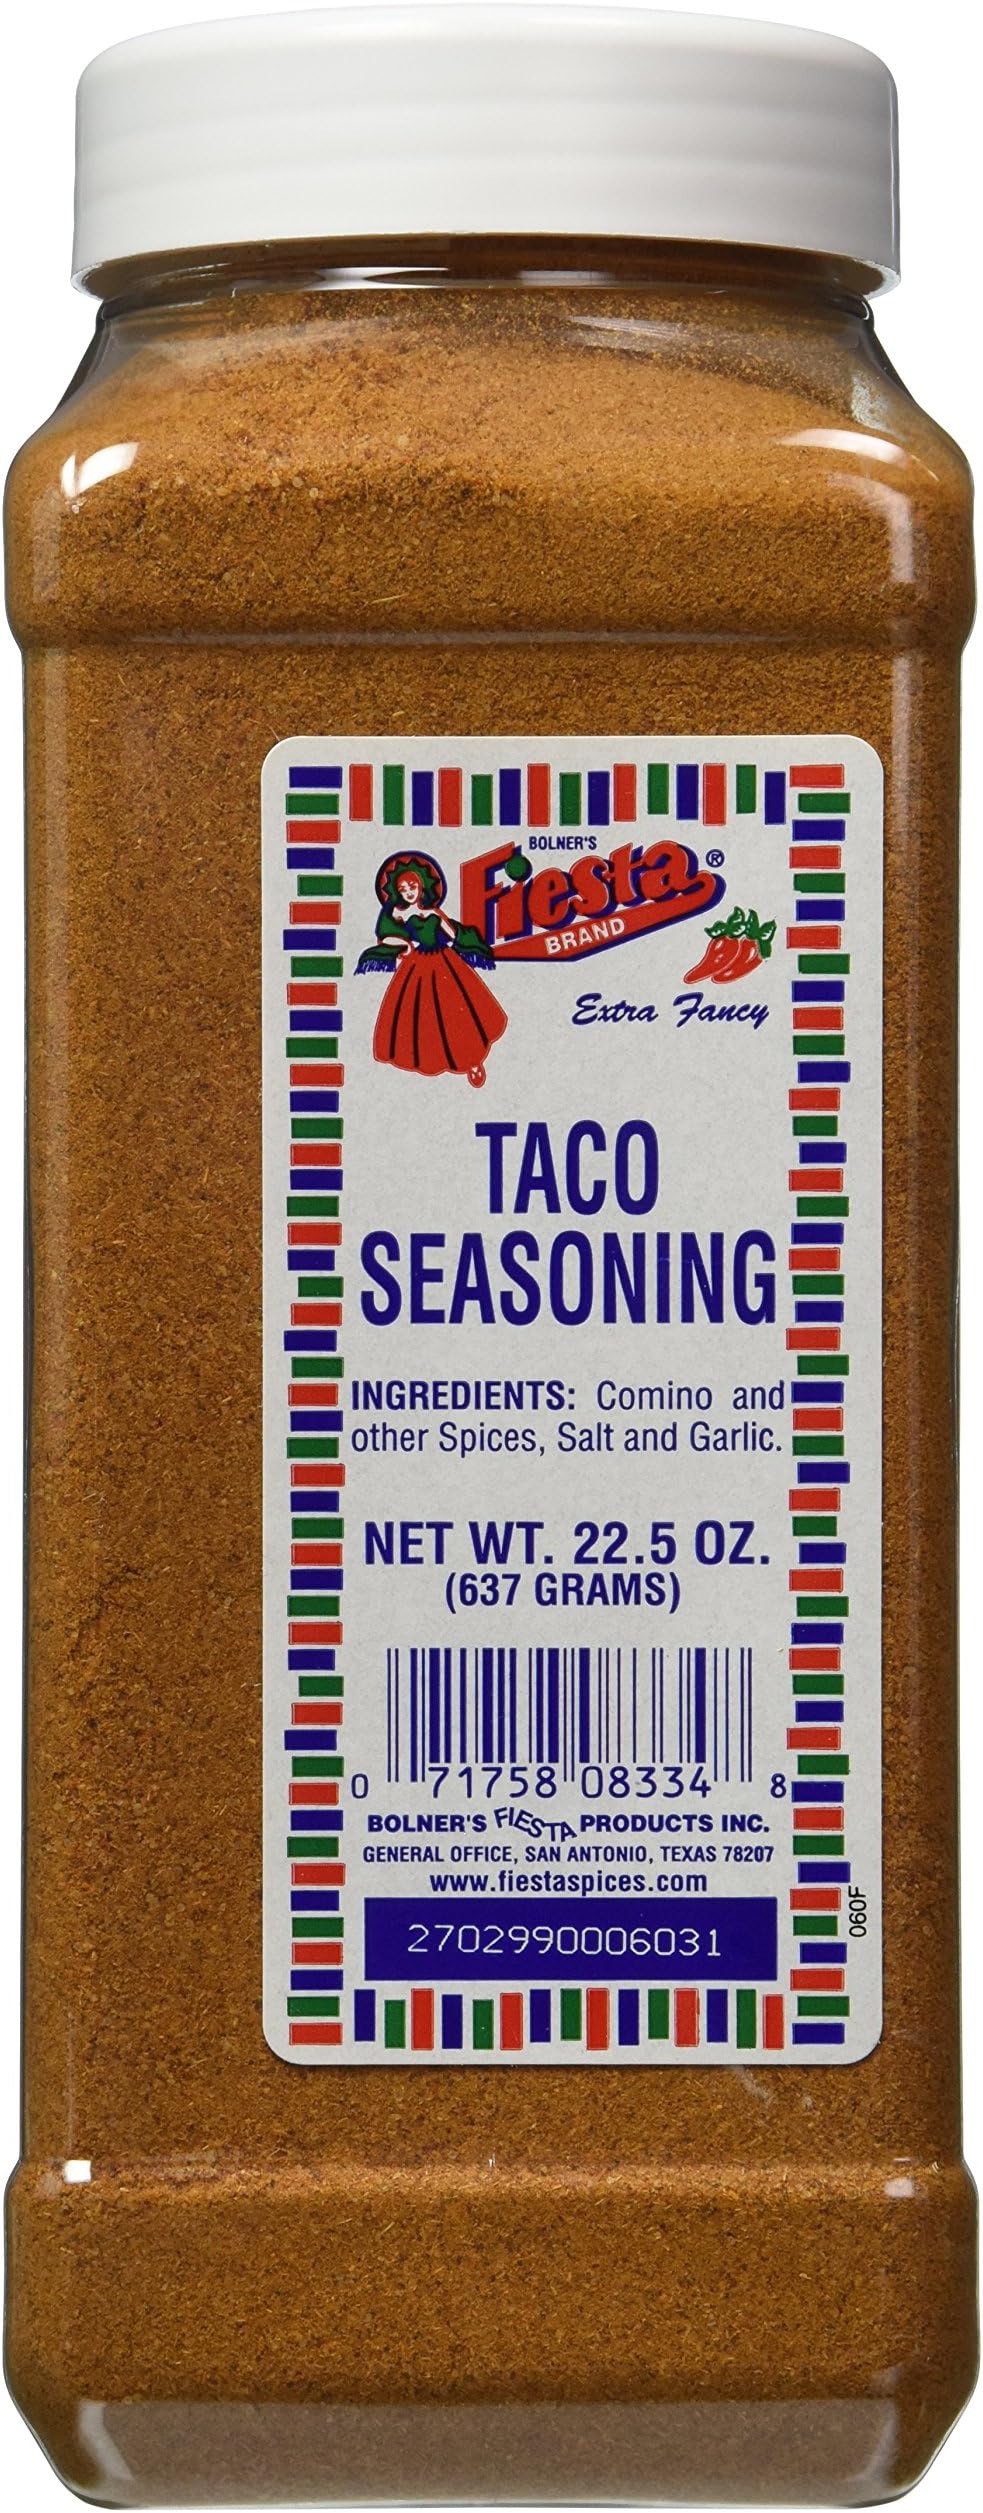 BOLNER'S
Fiesta®
BRAND
Extra Fancy
TACO
SEASONING
INGREDIENTS: Comino and
other Spices, Salt and Garlic.
NET WT. 22.5 OZ.
(637 GRAMS)
0 71758 08334 8
BOLNER'S FIESTA PRODUCTS INC.
GENERAL OFFICE, SAN ANTONIO, TEXAS 78207
www.fiestaspices.com
2702990006031
060F